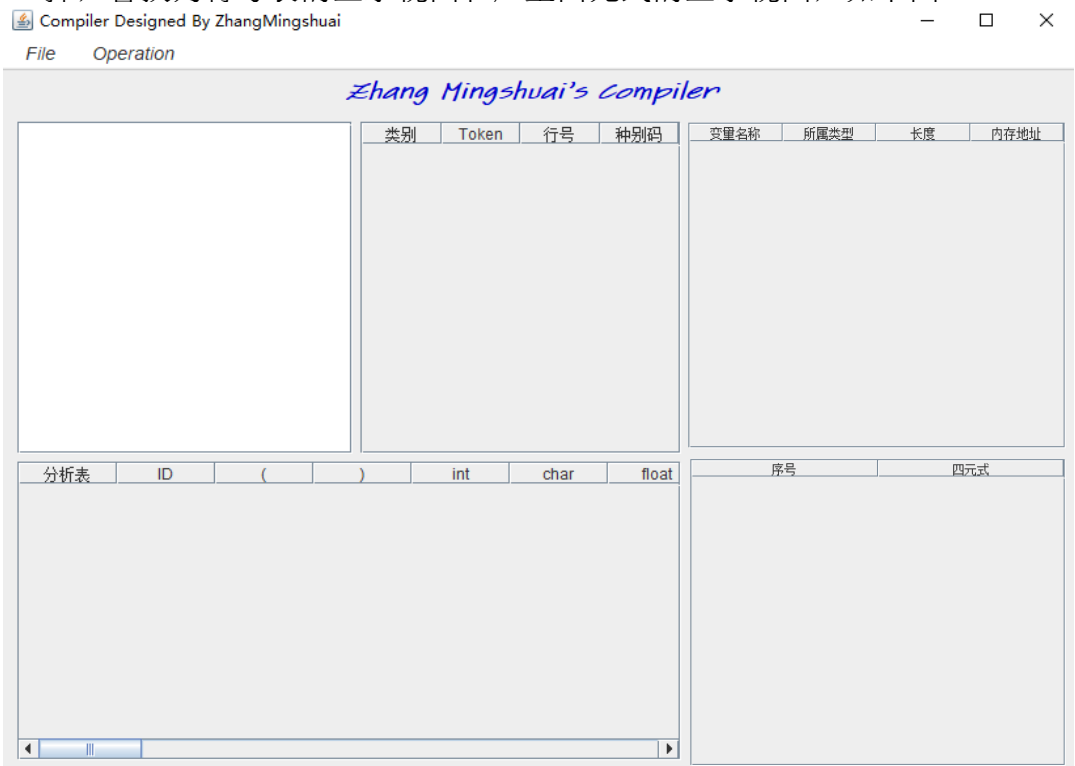 Compiler Designed By ZhangMingshuai
File Operation
Zhang Mingshuai's Compiler
类别 Token 行号 种别码
变量名称 所属类型 长度 内存地址
分析表 ID ( ) int char float
序号 四元式